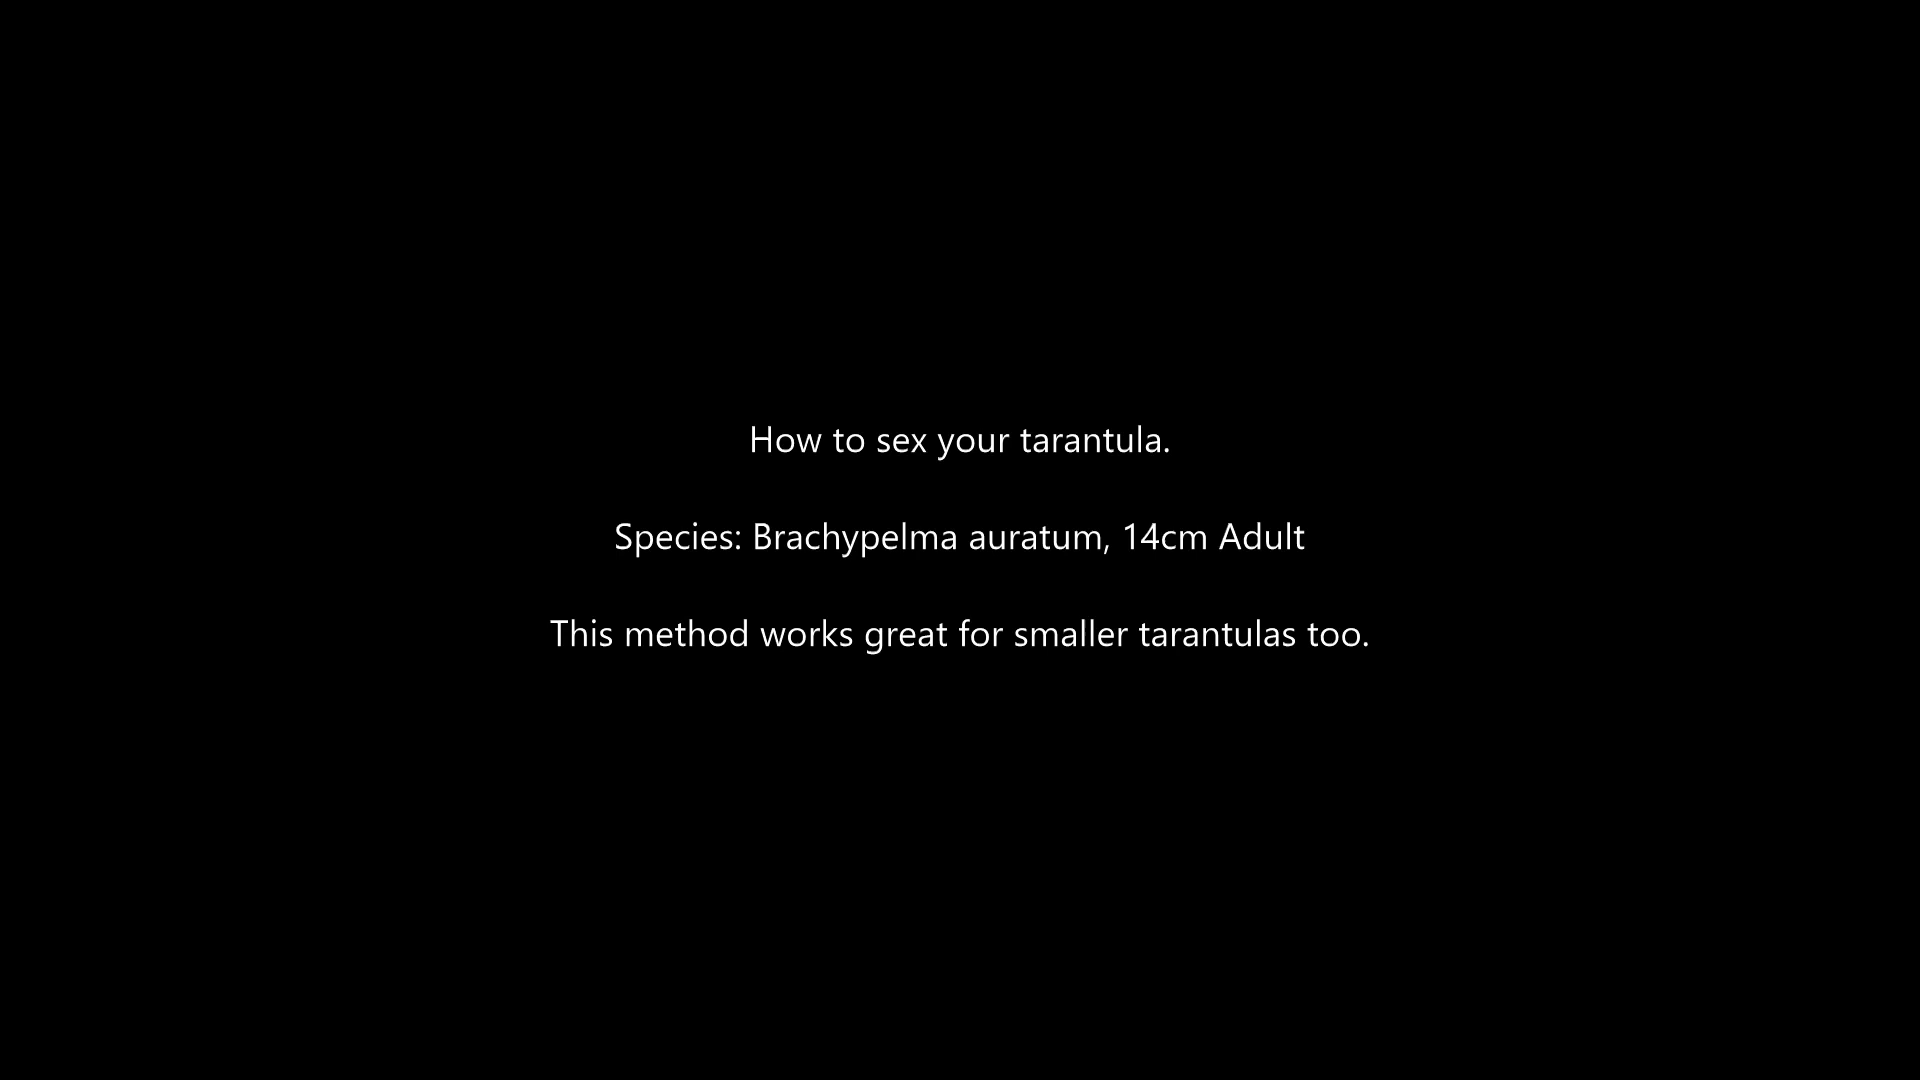 How to sex your tarantula.
Species: Brachypelma auratum, 14cm Adult
This method works great for smaller tarantulas too.